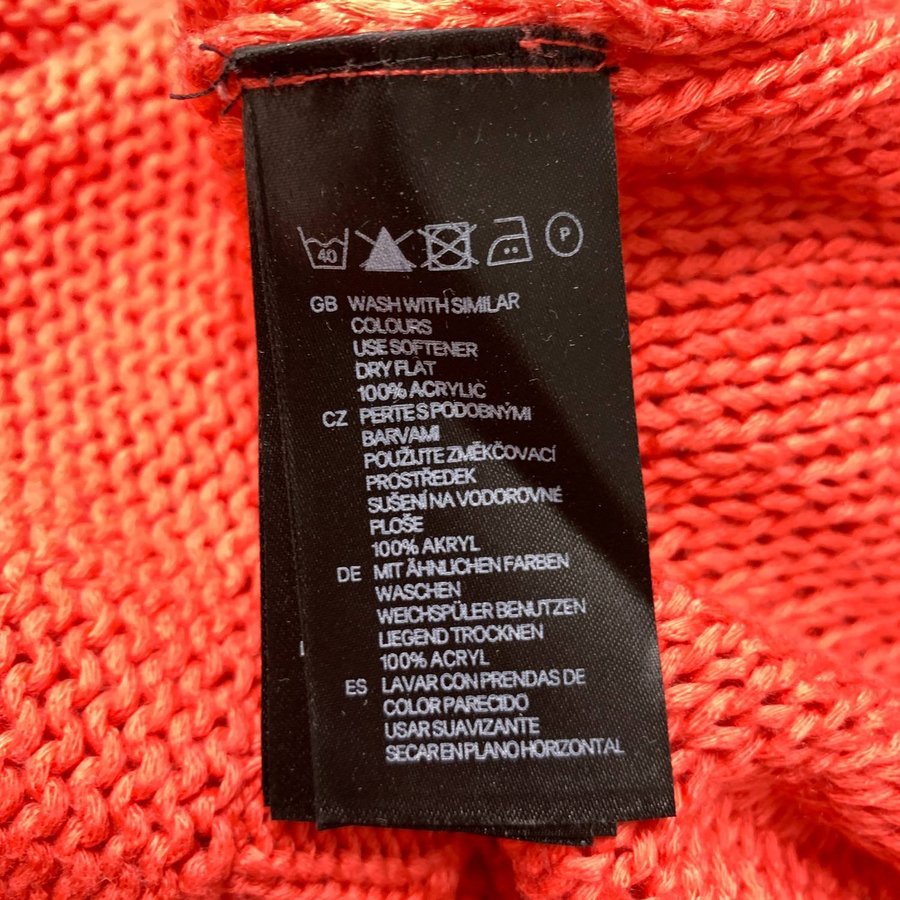 40 P
GB WASH WITH SIMILAR
COLOURS
USE SOFTENER
DRY FLAT
100% ACRYLIC
CZ PERTE S PODOBNÝMI
BARVAMI
POUŽIJTE ZMĚKČOVACÍ
PROSTŘEDEK
SUŠENÍ NA VODOROVNÉ
PLOŠE
100% AKRYL
DE MIT ÄHNLICHEN FARBEN
WASCHEN
WEICHSPÜLER BENUTZEN
LIEGEND TROCKNEN
100% ACRYL
ES LAVAR CON PRENDAS DE
COLOR PARECIDO
USAR SUAVIZANTE
SECAR EN PLANO HORIZONTAL